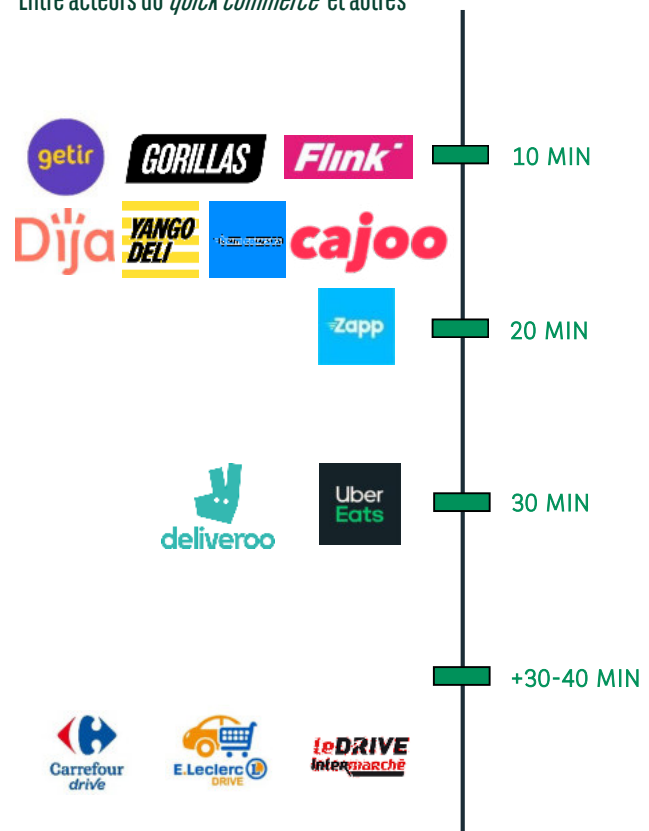 Entre acteurs du quick commerce et autres
getir GORILLAS Flink
10 MIN
Dija YANGO DELI cajoo
Zapp
20 MIN
deliveroo
Uber Eats
30 MIN
+30-40 MIN
Carrefour drive
E.Leclerc L DRIVE
le DRIVE Intermarchē